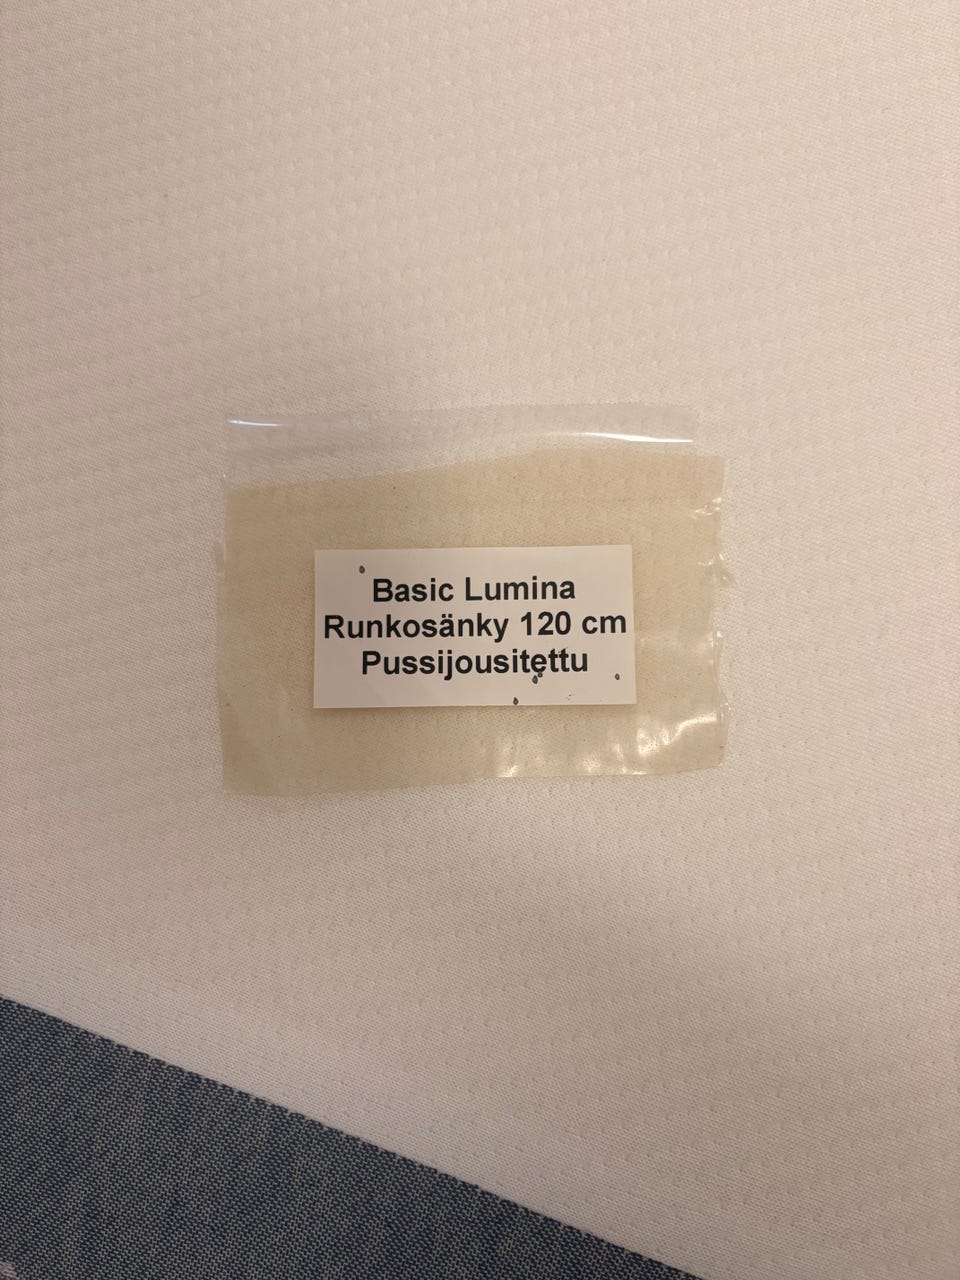 Basic Lumina
Runkosänky 120 cm
Pussijousitettu